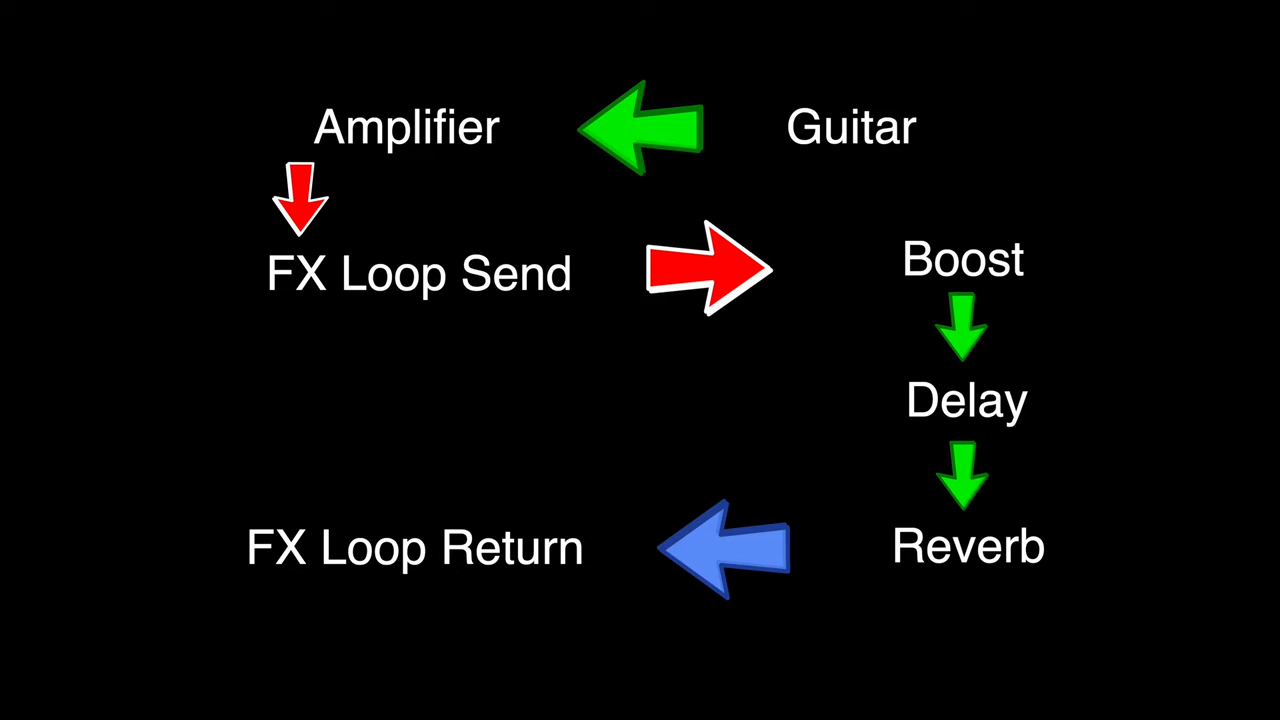 Amplifier Guitar
FX Loop Send Boost
Delay
FX Loop Return Reverb